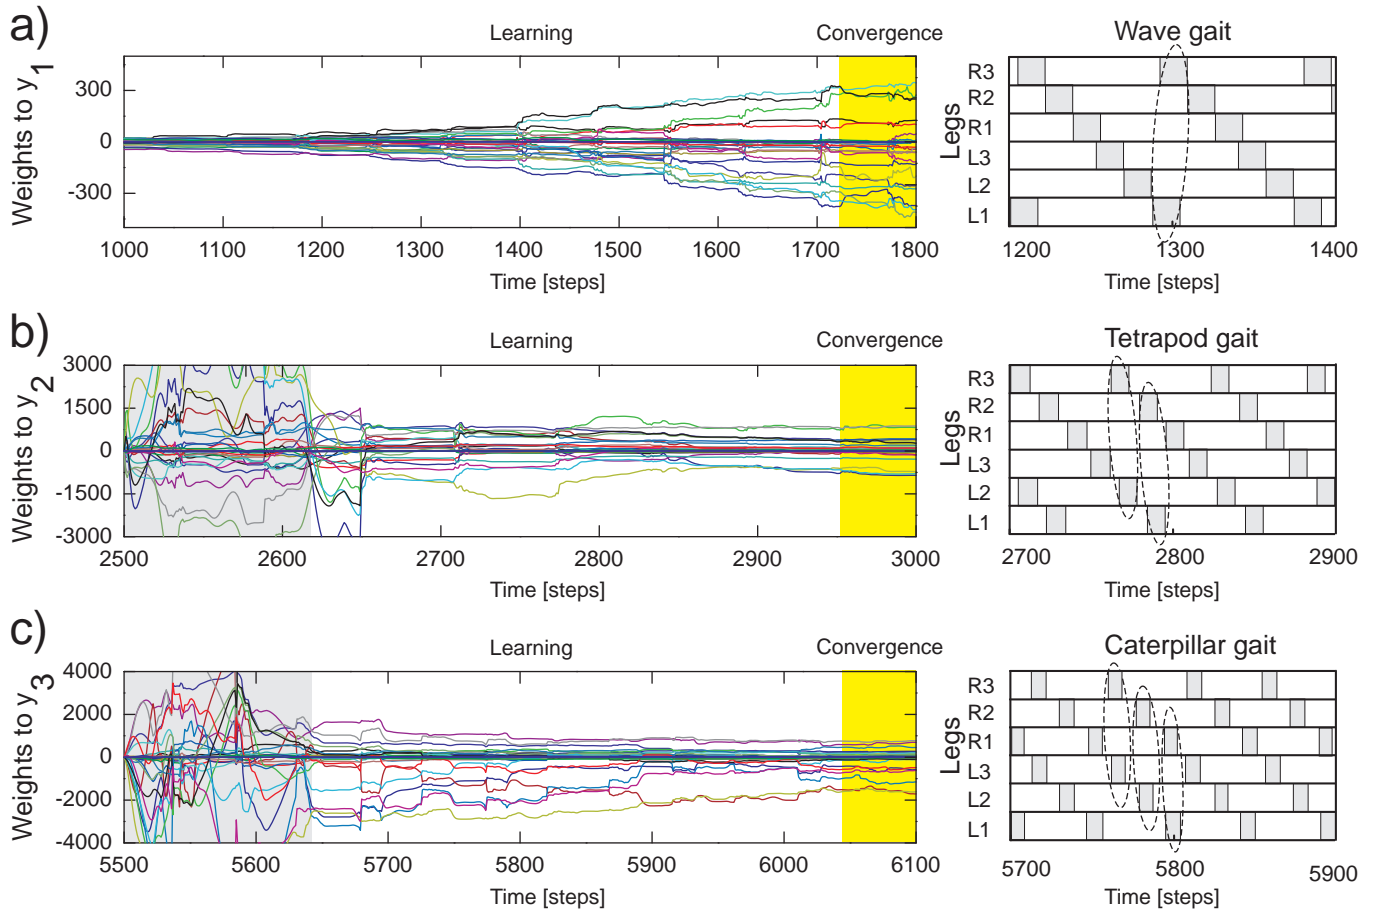 a)
Learning
Convergence
Wave gait
Weights to y1
300
0
-300
1000 1100 1200 1300 1400 1500 1600 1700 1800
Time [steps]
Legs
R3
R2
R1
L3
L2
L1
1200 1300 1400
Time [steps]
b)
Learning
Convergence
Tetrapod gait
Weights to y2
3000
1500
0
-1500
-3000
2500 2600 2700 2800 2900 3000
Time [steps]
Legs
R3
R2
R1
L3
L2
L1
2700 2800 2900
Time [steps]
c)
Learning
Convergence
Caterpillar gait
Weights to y3
4000
2000
0
-2000
-4000
5500 5600 5700 5800 5900 6000 6100
Time [steps]
Legs
R3
R2
R1
L3
L2
L1
5700 5800 5900
Time [steps]